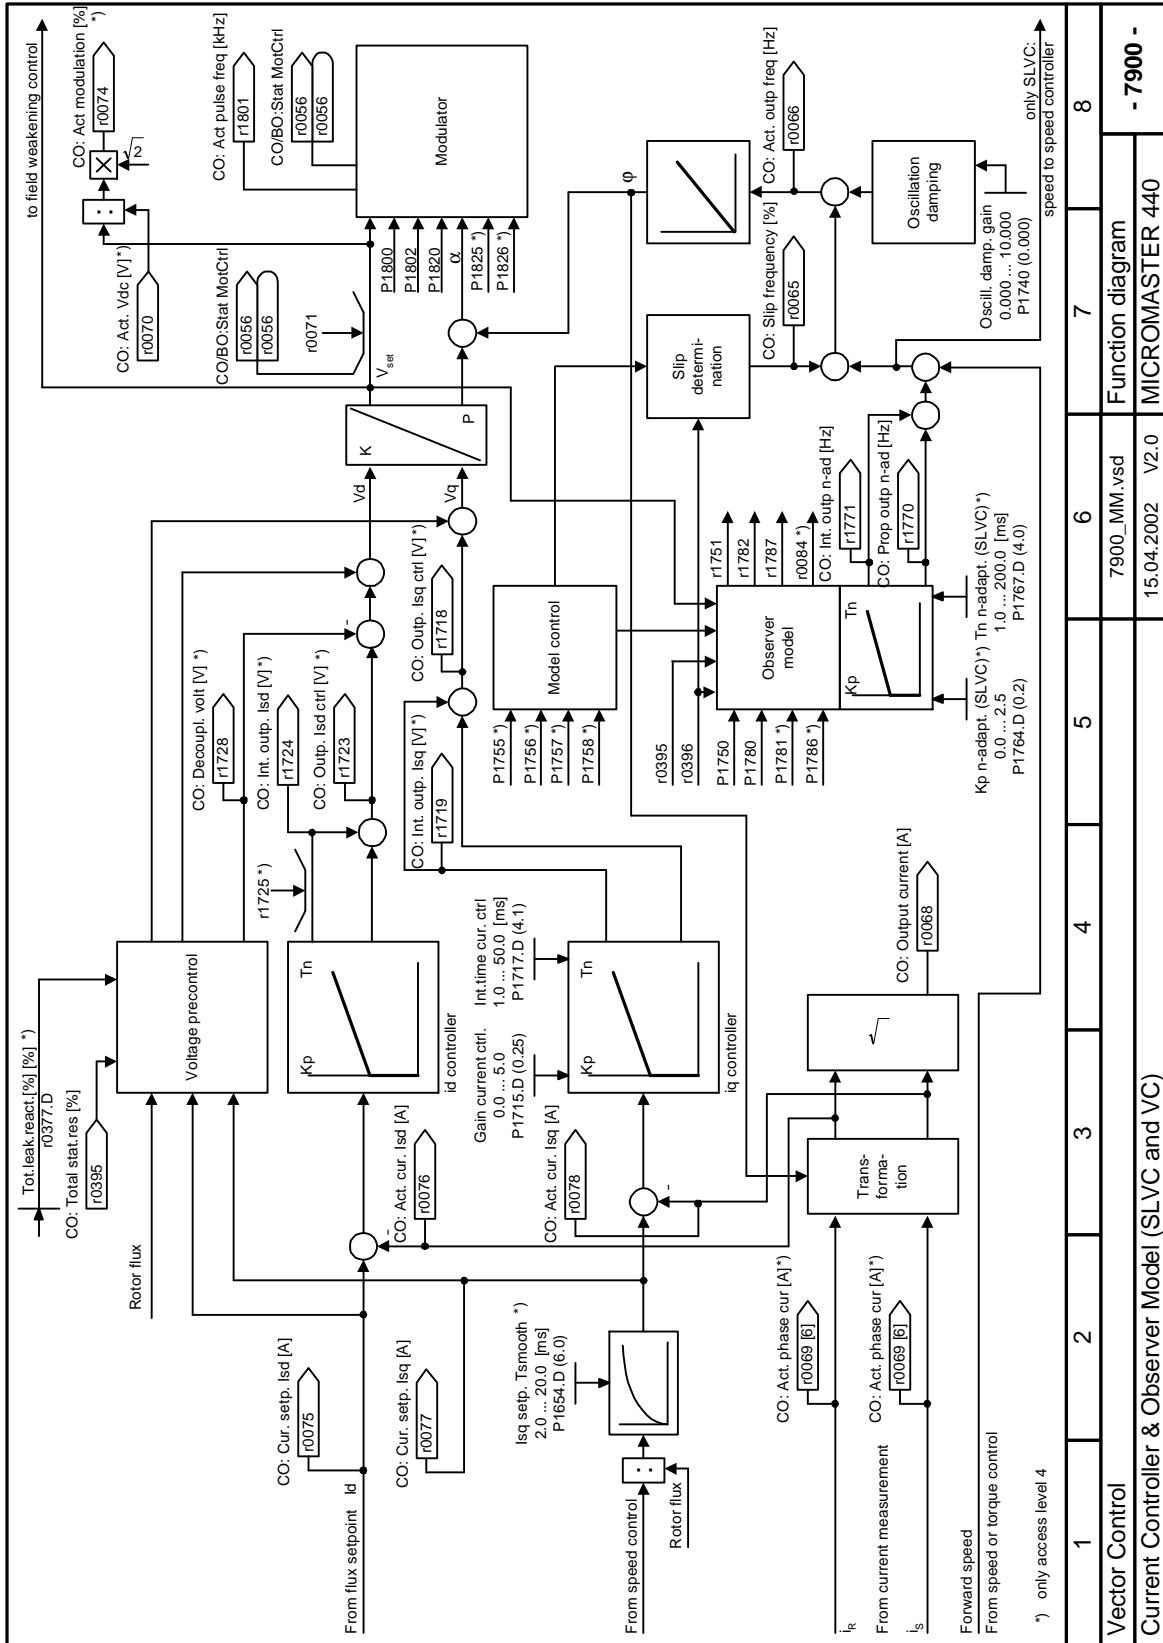 to field weakening control
CO: Act modulation [%]
*)
r0074
√2
:
CO: Act. Vdc [V]*)
r0070
CO: Act pulse freq [kHz]
r1801
CO/BO:Stat MotCtrl
r0056
r0056
CO/BO:Stat MotCtrl
r0056
r0056
r0071
Vset
Modulator
P1800
P1802
P1820
α
P1825 *)
P1826 *)
K
P
Vd
Vq
Tot.leak.react.[%] [%] *)
r0377.D
CO: Total stat.res [%]
r0395
Rotor flux
Voltage precontrol
CO: Decoupl. volt [V] *)
r1728
CO: Int. outp. Isd [V] *)
r1724
CO: Outp. Isd ctrl [V] *)
r1723
-
r1725 *)
Kp
Tn
id controller
CO: Cur. setp. Isd [A]
r0075
From flux setpoint Id
CO: Act. cur. Isd [A]
r0076
-
CO: Cur. setp. Isq [A]
r0077
CO: Int. outp. Isq [V] *)
r1719
CO: Outp. Isq ctrl [V] *)
r1718
Gain current ctrl.
0.0 ... 5.0
P1715.D (0.25)
Int.time cur. ctrl
1.0 ... 50.0 [ms]
P1717.D (4.1)
Kp
Tn
iq controller
CO: Act. cur. Isq [A]
r0078
-
Isq setp. Tsmooth *)
2.0 ... 20.0 [ms]
P1654.D (6.0)
From speed control
:
Rotor flux
P1755 *)
P1756 *)
P1757 *)
P1758 *)
Model control
r0395
r0396
P1750
P1780
P1781 *)
P1786 *)
Observer
model
r1751
r1782
r1787
r0084 *)
Kp
Tn
CO: Int. outp n-ad [Hz]
r1771
CO: Prop outp n-ad [Hz]
r1770
Kp n-adapt. (SLVC)*)
0.0 ... 2.5
P1764.D (0.2)
Tn n-adapt. (SLVC)*)
1.0 ... 200.0 [ms]
P1767.D (4.0)
Slip
determi-
nation
CO: Slip frequency [%]
r0065
φ
CO: Act. outp freq [Hz]
r0066
Oscillation
damping
Oscill. damp. gain
0.000 ... 10.000
P1740 (0.000)
only SLVC:
speed to speed controller
CO: Act. phase cur [A]*)
r0069 [6]
CO: Act. phase cur [A]*)
r0069 [6]
iR
From current measurement
iS
Trans-
forma-
tion
√
CO: Output current [A]
r0068
Forward speed
From speed or torque control
*) only access level 4
1 2 3 4 5 6 7 8
Vector Control
7900_MM.vsd
Function diagram
- 7900 -
Current Controller & Observer Model (SLVC and VC)
15.04.2002 V2.0
MICROMASTER 440